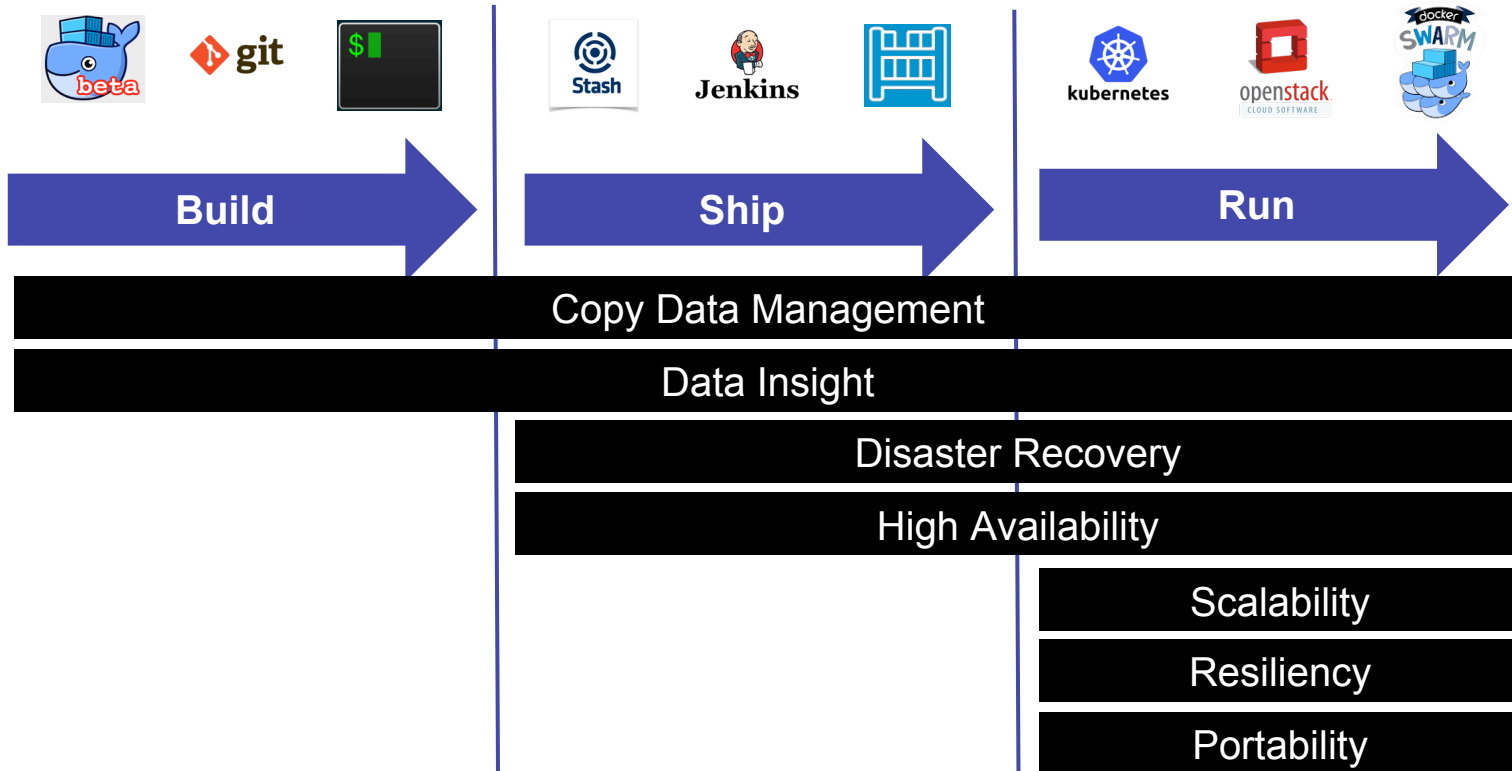 beta
git
$
Stash
Jenkins
kubernetes
openstack.
CLOUD SOFTWARE
docker
SWARM
Build
Ship
Run
Copy Data Management
Data Insight
Disaster Recovery
High Availability
Scalability
Resiliency
Portability